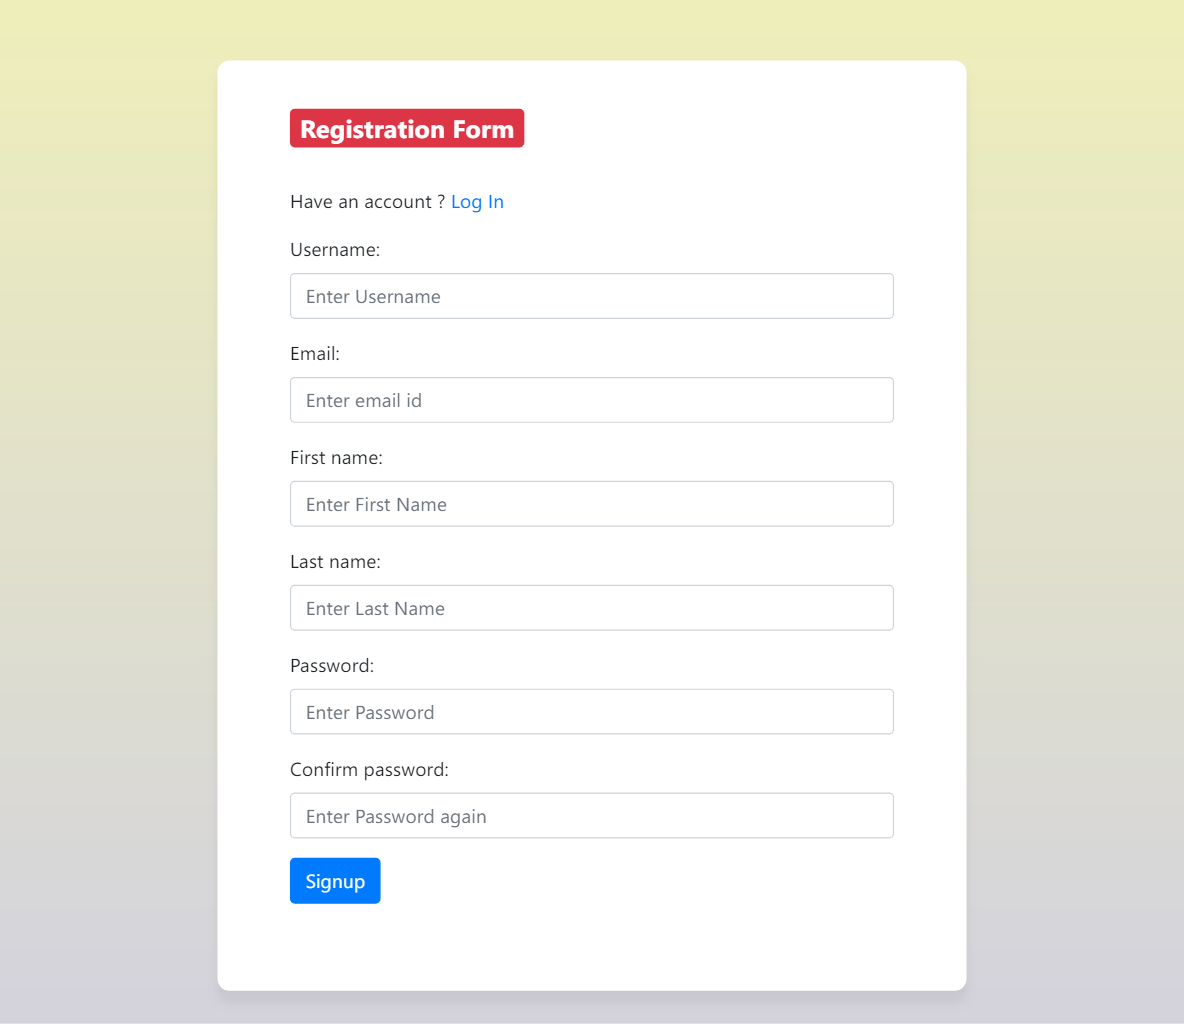 Registration Form
Have an account ? Log In
Username:
Enter Username
Email:
Enter email id
First name:
Enter First Name
Last name:
Enter Last Name
Password:
Enter Password
Confirm password:
Enter Password again
Signup